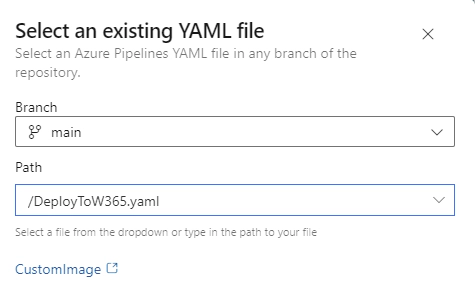 Select an existing YAML file
Select an Azure Pipelines YAML file in any branch of the
repository.
Branch
main
Path
/DeployToW365.yaml
Select a file from the dropdown or type in the path to your file
CustomImage